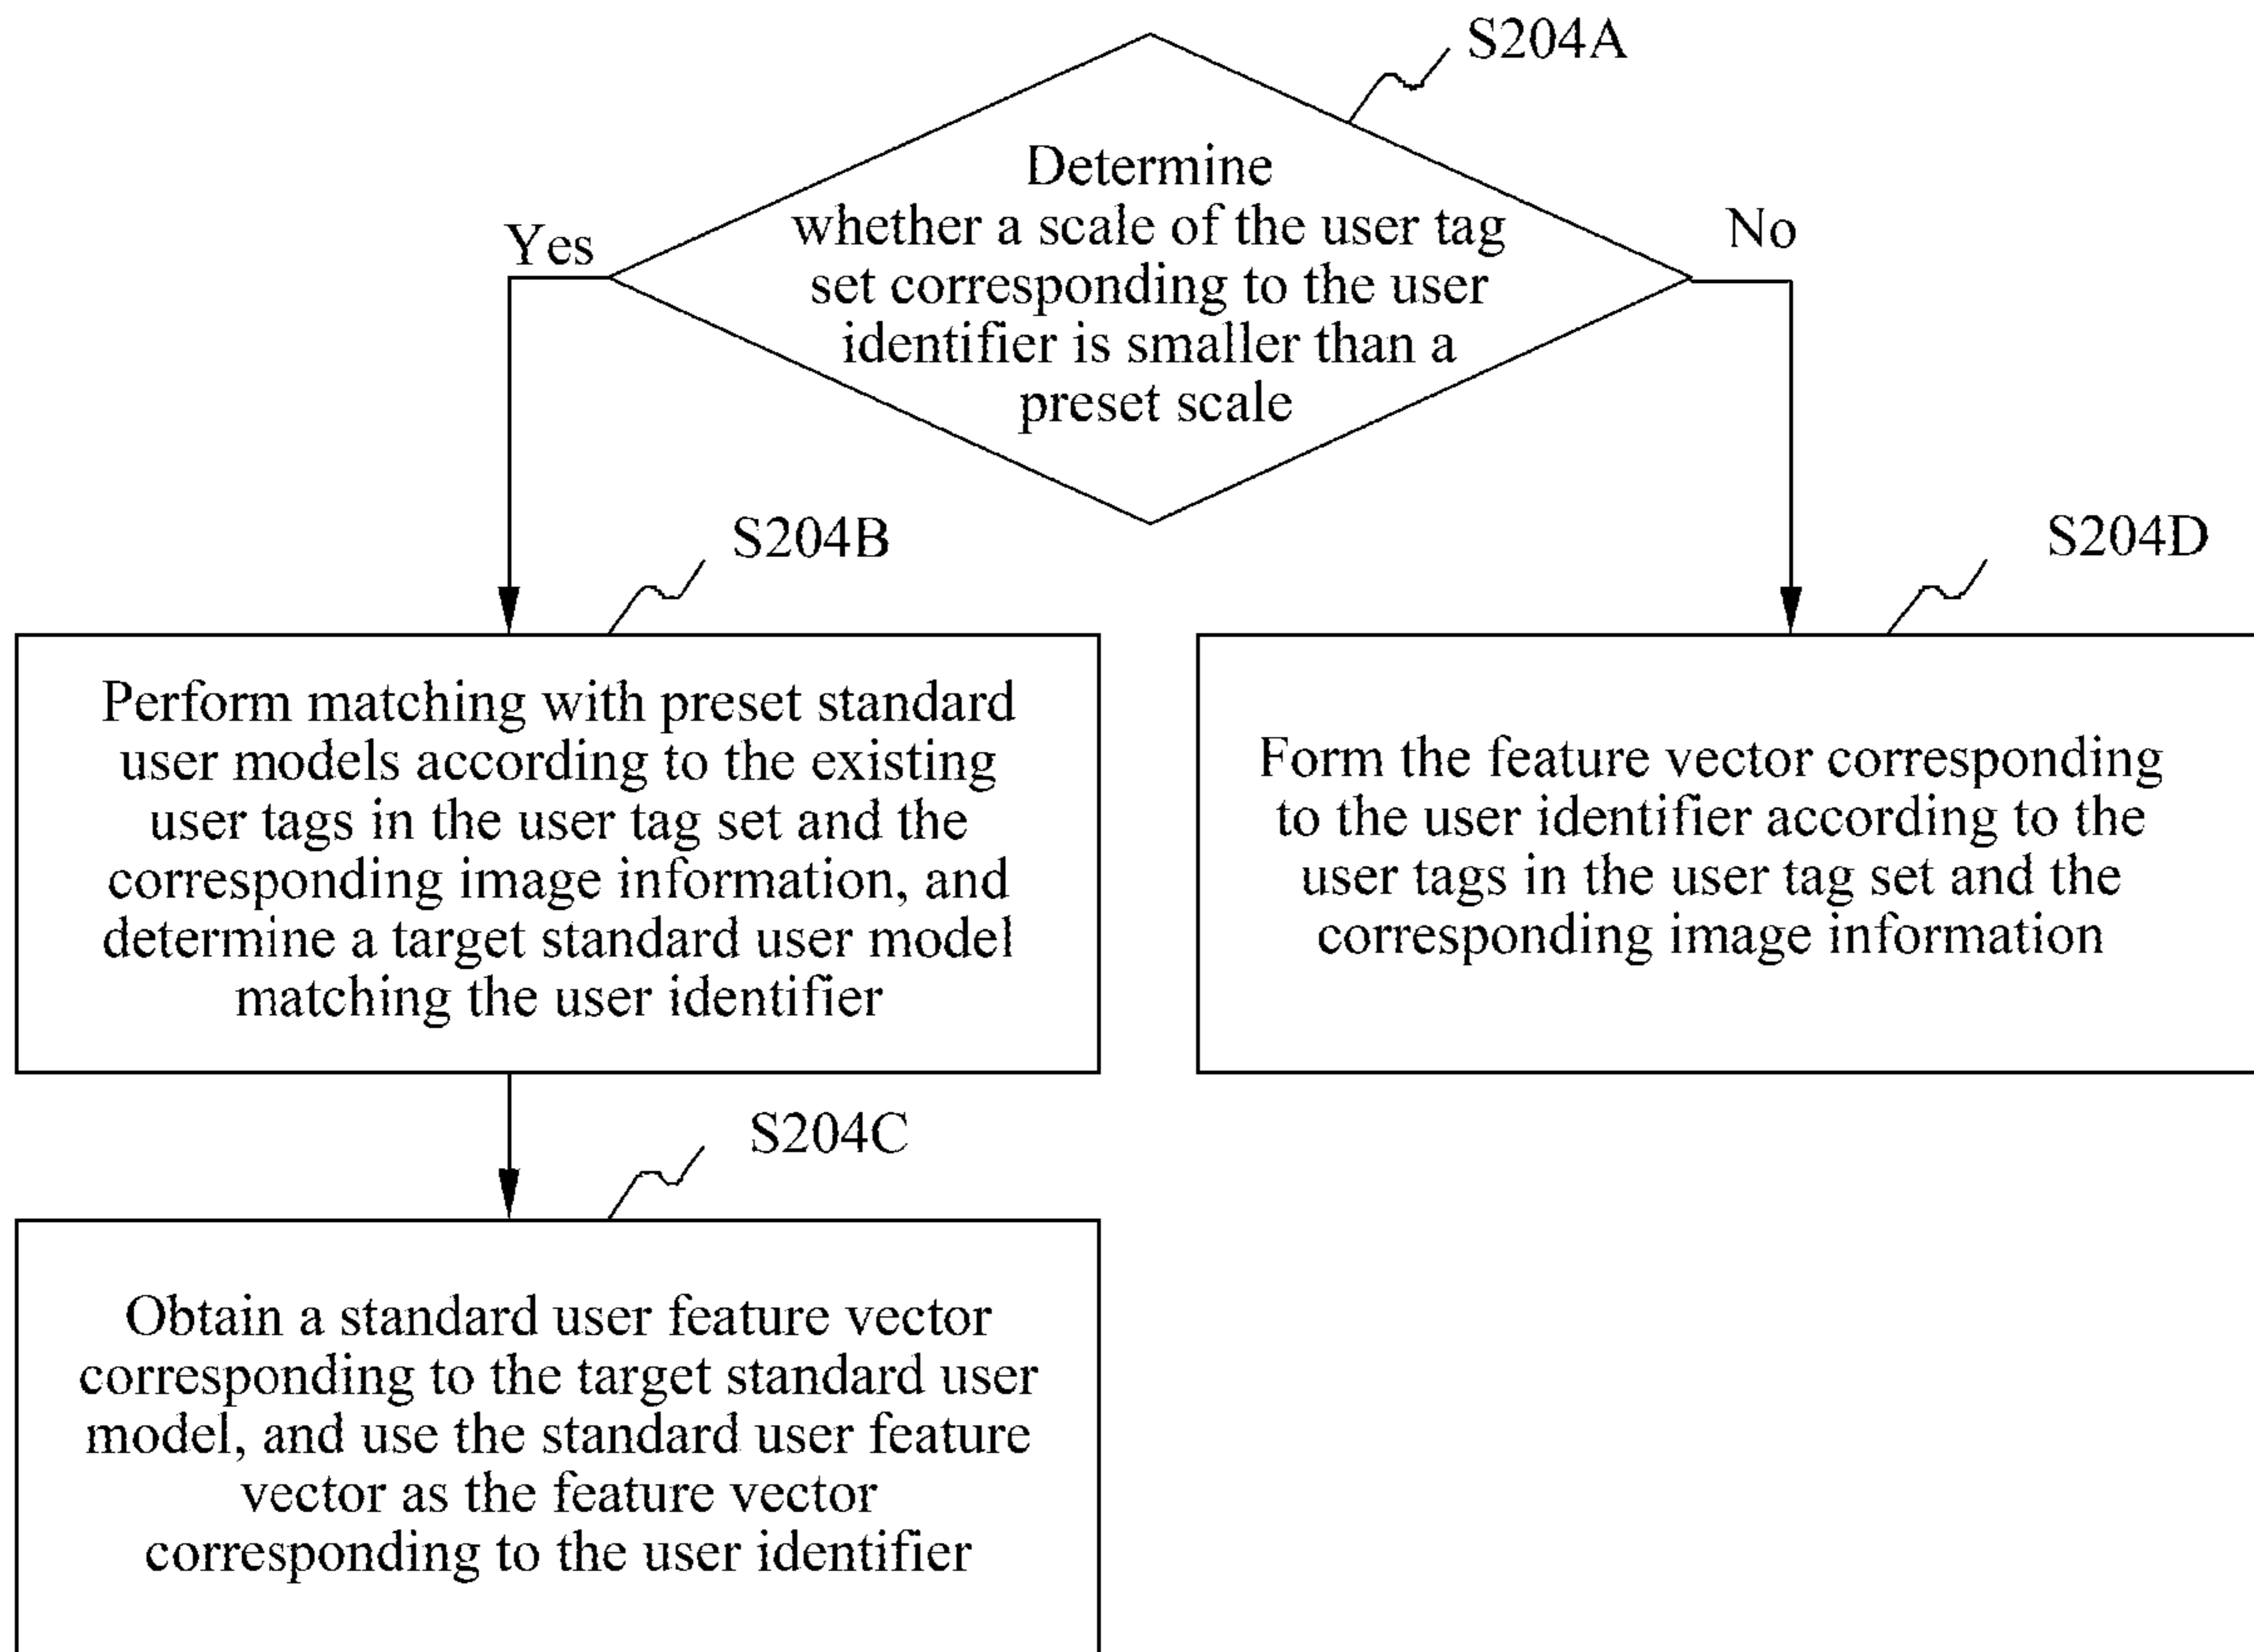 S204A
Determine
whether a scale of the user tag
set corresponding to the user
identifier is smaller than a
preset scale
Yes
No
S204B
Perform matching with preset standard
user models according to the existing
user tags in the user tag set and the
corresponding image information, and
determine a target standard user model
matching the user identifier
S204D
Form the feature vector corresponding
to the user identifier according to the
user tags in the user tag set and the
corresponding image information
S204C
Obtain a standard user feature vector
corresponding to the target standard user
model, and use the standard user feature
vector as the feature vector
corresponding to the user identifier